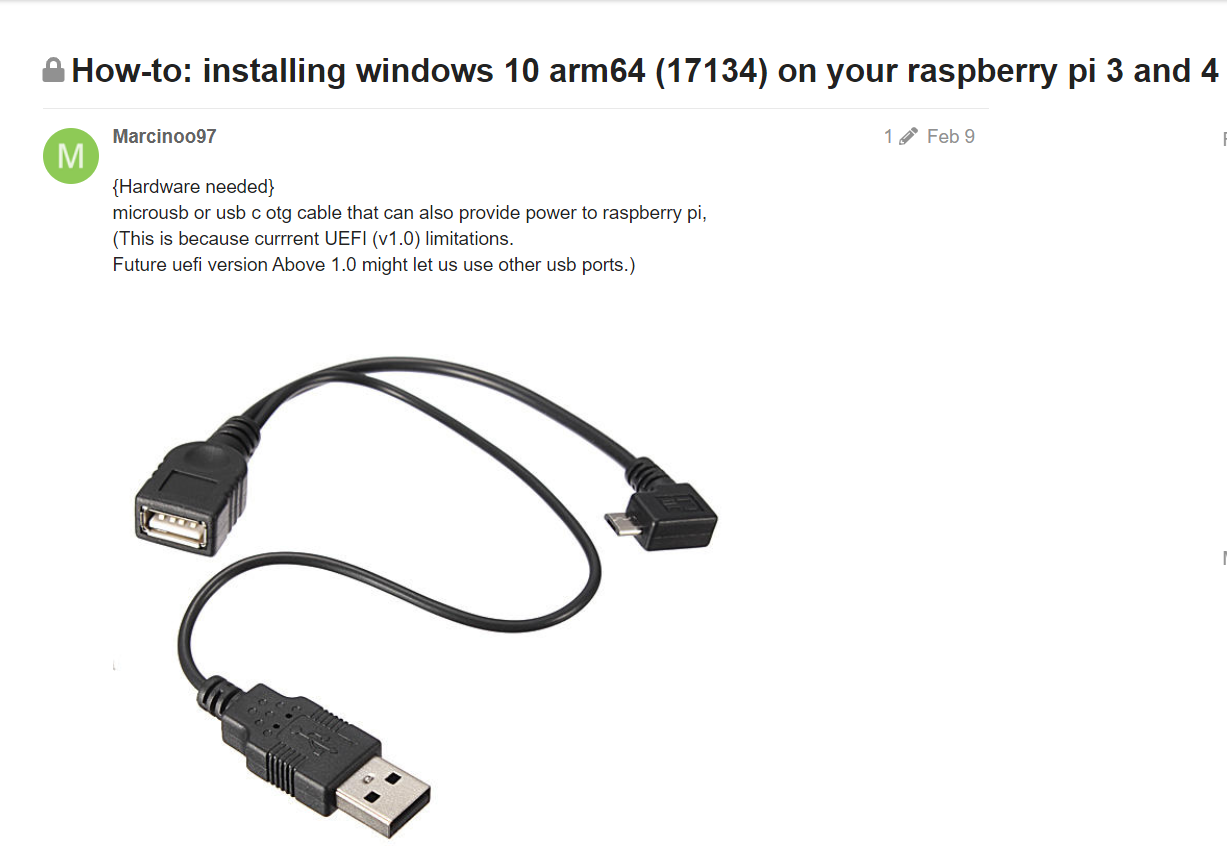 How-to: installing windows 10 arm64 (17134) on your raspberry pi 3 and 4
M
Marcinoo97
1 Feb 9
{Hardware needed}
microusb or usb c otg cable that can also provide power to raspberry pi,
(This is because currrent UEFI (v1.0) limitations.
Future uefi version Above 1.0 might let us use other usb ports.)